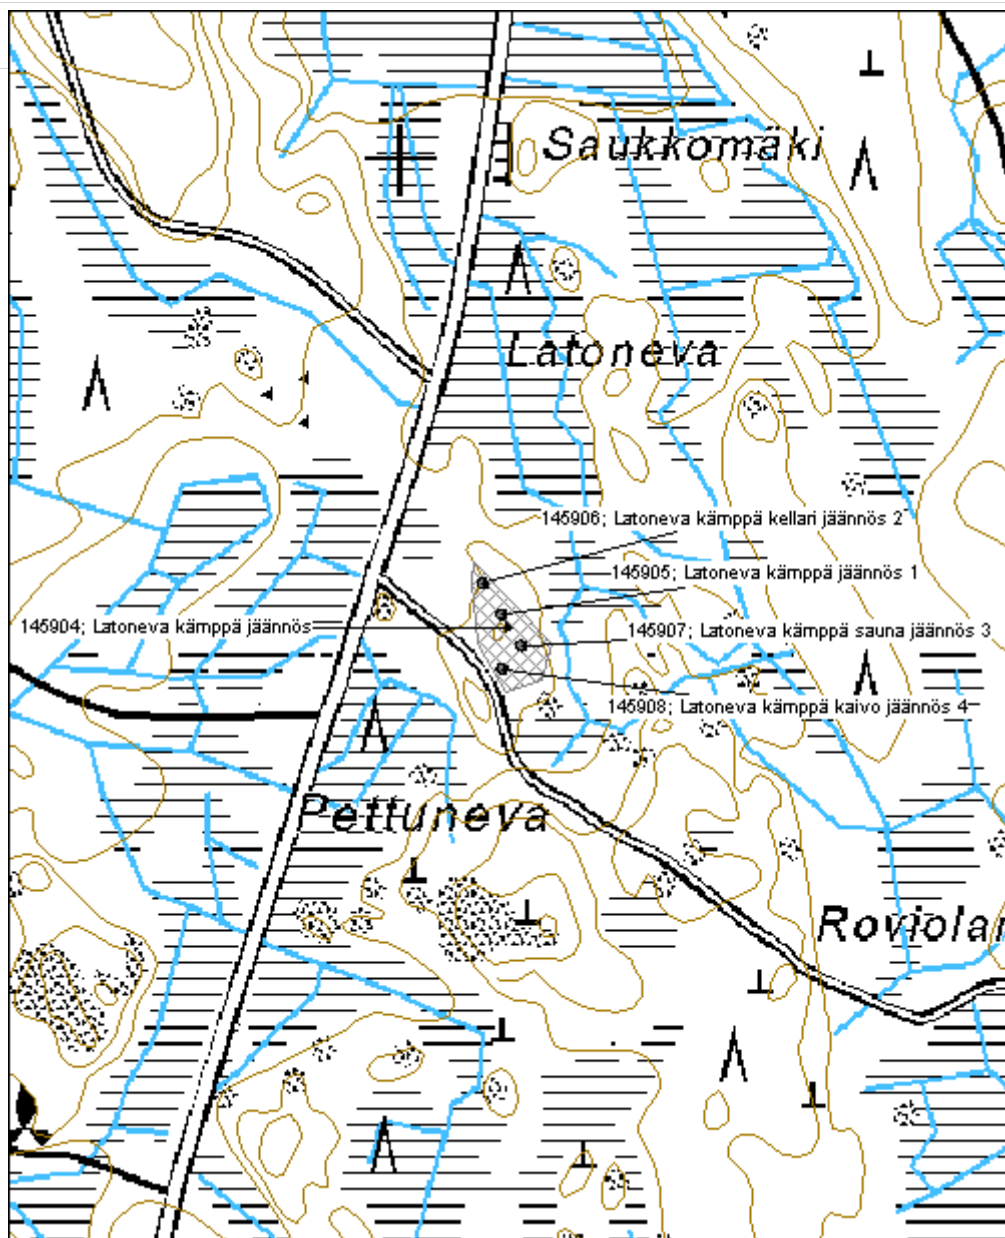 Saukkomäki
Latoneva
145906; Latoneva kämppä kellari jäännös 2
145905; Latoneva kämppä jäännös 1
145904; Latoneva kämppä jäännös
145907; Latoneva kämppä sauna jäännös 3
145908; Latoneva kämppä kaivo jäännös 4
Pettuneva
Roviolan